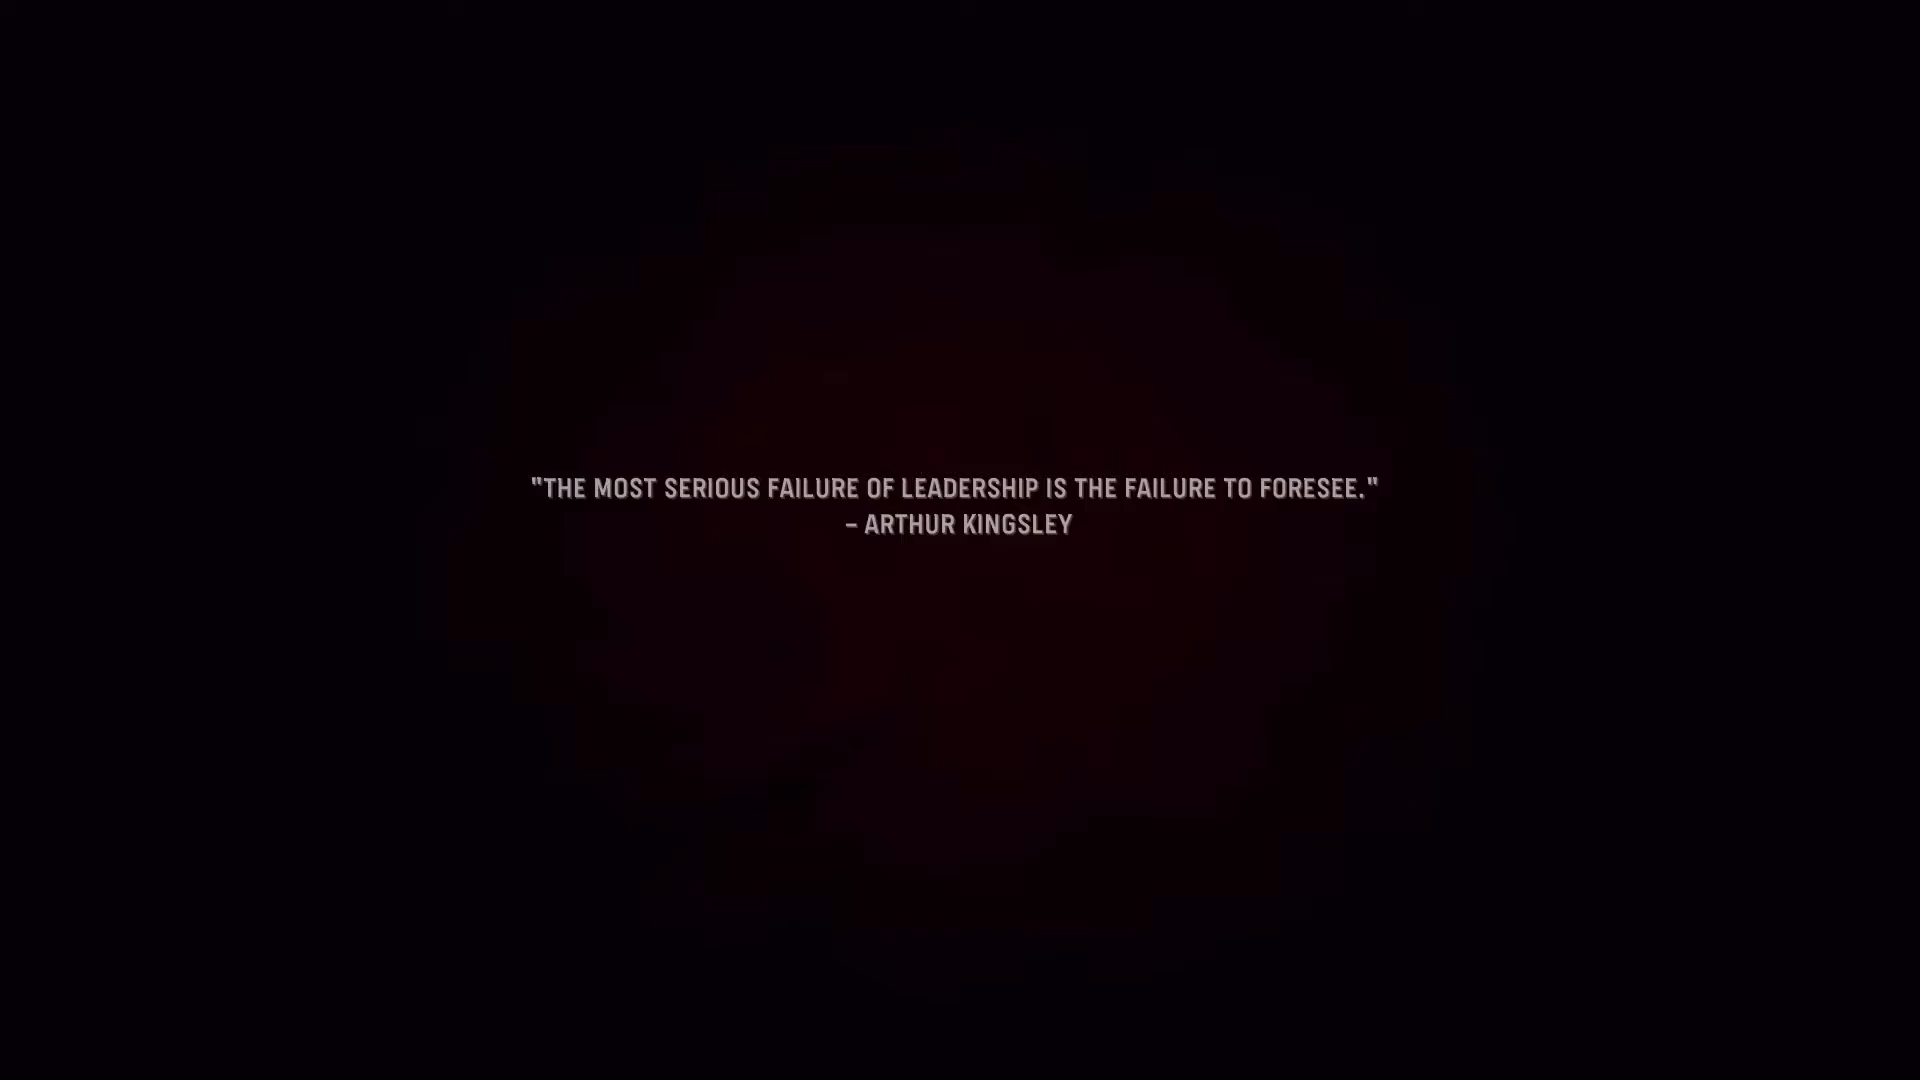 "THE MOST SERIOUS FAILURE OF LEADERSHIP IS THE FAILURE TO FORESEE."
– ARTHUR KINGSLEY